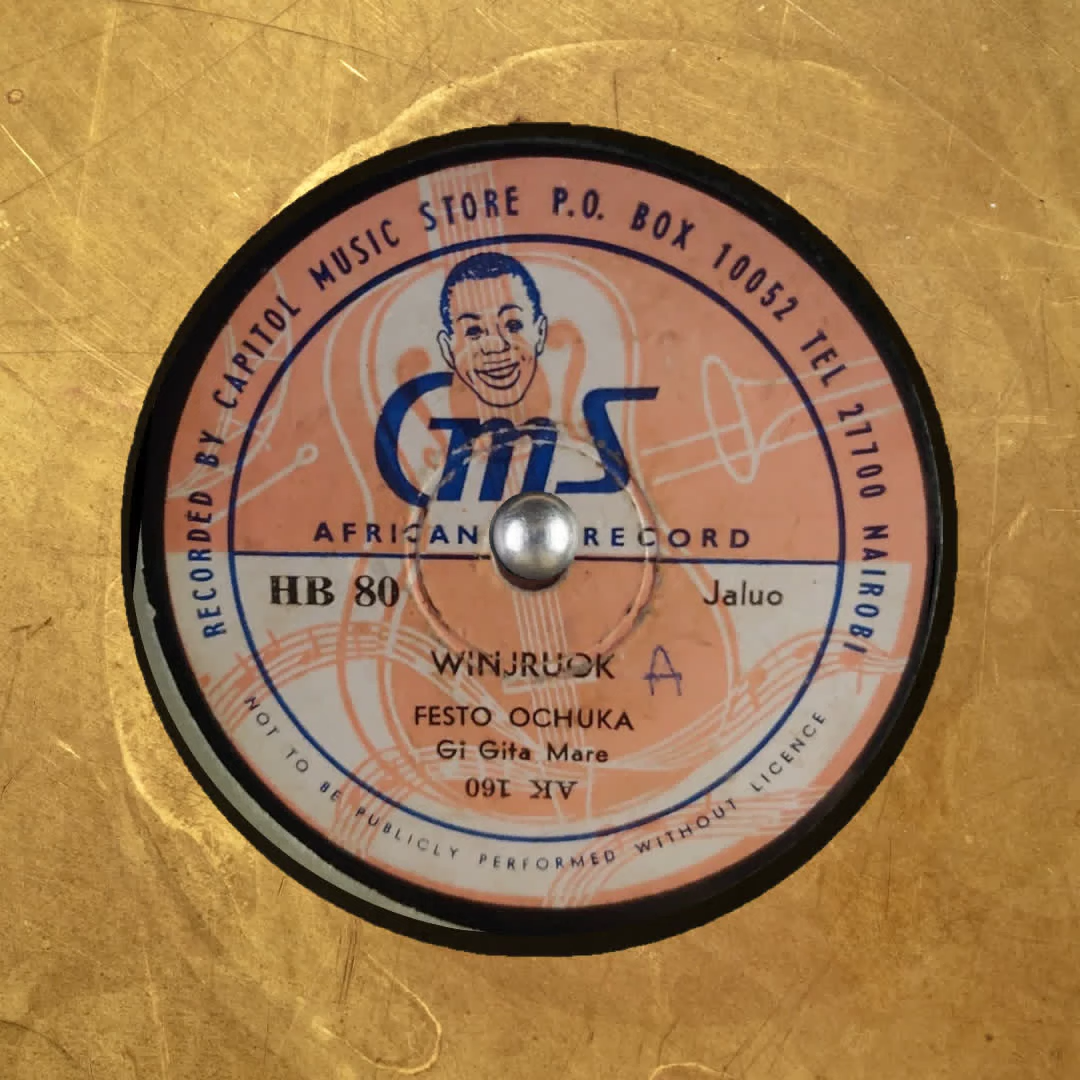 RECORDED BY CAPITOL MUSIC STORE P.O. BOX 10052 TEL 27700 NAIROBI
CMS
AFRICAN RECORD
HB 80
Jaluo
WINJRUOK A
FESTO OCHUKA
Gi Gita Mare
AK 160
NOT TO BE PUBLICLY PERFORMED WITHOUT LICENCE